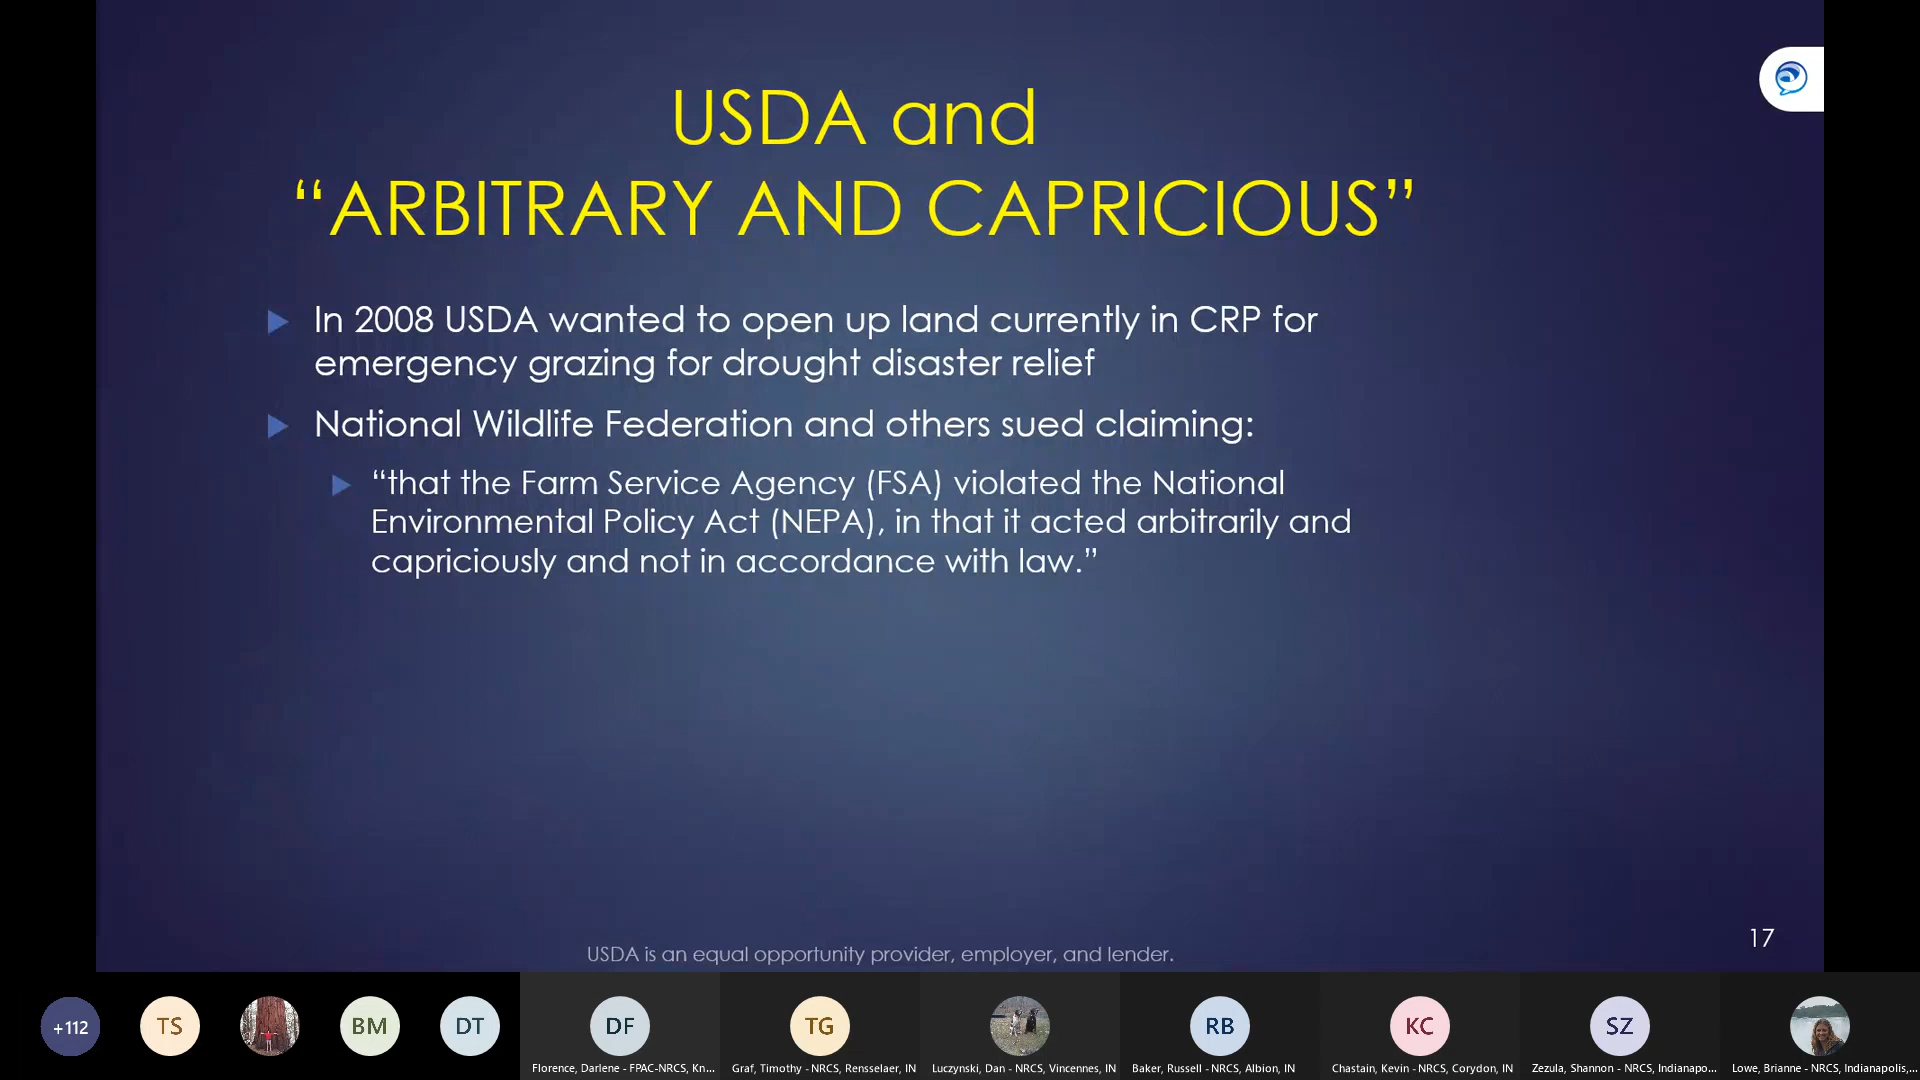 USDA and
“ARBITRARY AND CAPRICIOUS”
In 2008 USDA wanted to open up land currently in CRP for
emergency grazing for drought disaster relief
National Wildlife Federation and others sued claiming:
“that the Farm Service Agency (FSA) violated the National
Environmental Policy Act (NEPA), in that it acted arbitrarily and
capriciously and not in accordance with law.”
17
USDA is an equal opportunity provider, employer, and lender.
+112
TS
BM
DT
DF
TG
RB
KC
SZ
Florence, Darlene - FPAC-NRCS, Kn...
Graf, Timothy - NRCS, Rensselaer, IN
Luczynski, Dan - NRCS, Vincennes, IN
Baker, Russell - NRCS, Albion, IN
Chastain, Kevin - NRCS, Corydon, IN
Zezula, Shannon - NRCS, Indianapo...
Lowe, Brianne - NRCS, Indianapolis,...